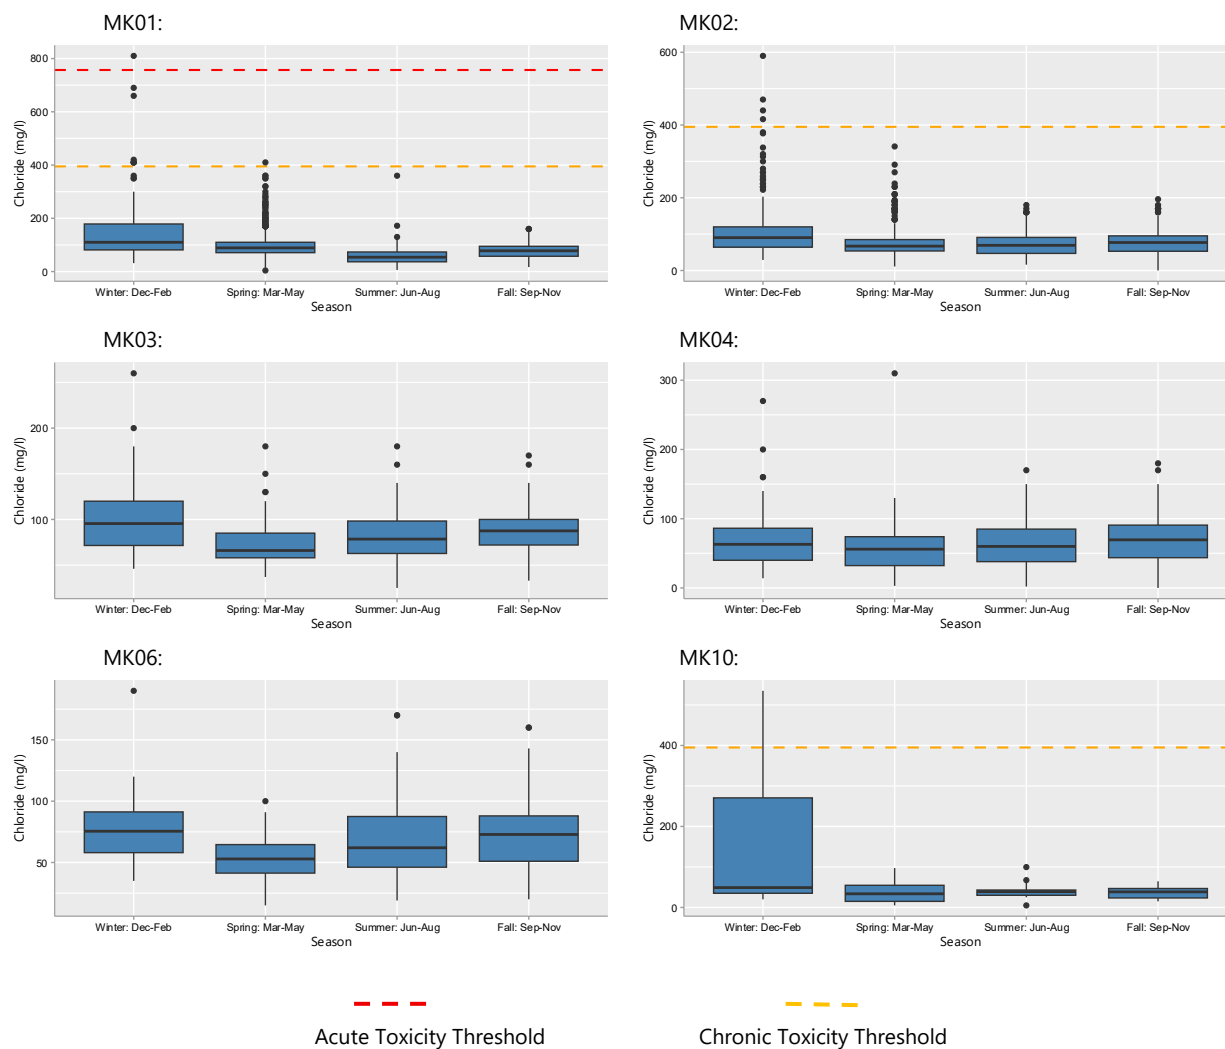 MK01:
Chloride (mg/l)
800
600
400
200
0
Winter: Dec-Feb Spring: Mar-May Summer: Jun-Aug Fall: Sep-Nov
Season
MK02:
Chloride (mg/l)
600
400
200
0
Winter: Dec-Feb Spring: Mar-May Summer: Jun-Aug Fall: Sep-Nov
Season
MK03:
Chloride (mg/l)
200
100
Winter: Dec-Feb Spring: Mar-May Summer: Jun-Aug Fall: Sep-Nov
Season
MK04:
Chloride (mg/l)
300
200
100
0
Winter: Dec-Feb Spring: Mar-May Summer: Jun-Aug Fall: Sep-Nov
Season
MK06:
Chloride (mg/l)
150
100
50
Winter: Dec-Feb Spring: Mar-May Summer: Jun-Aug Fall: Sep-Nov
Season
MK10:
Chloride (mg/l)
400
200
0
Winter: Dec-Feb Spring: Mar-May Summer: Jun-Aug Fall: Sep-Nov
Season
Acute Toxicity Threshold
Chronic Toxicity Threshold